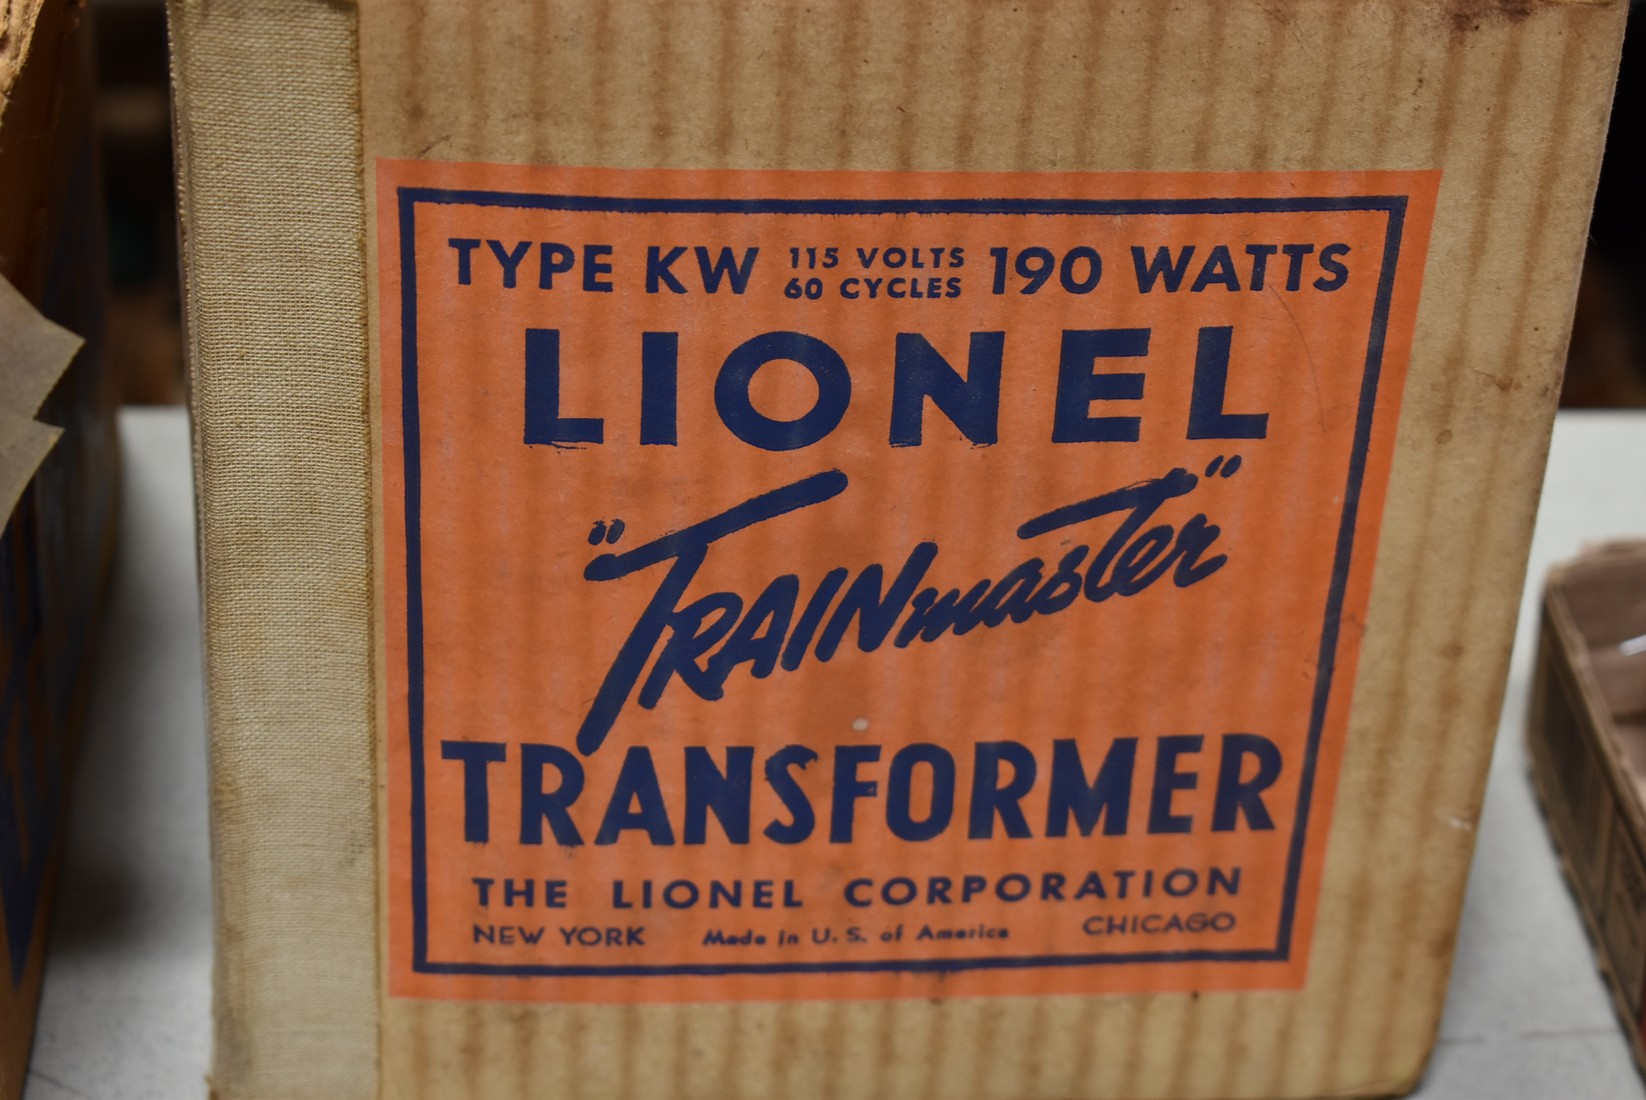 TYPE KW 115 VOLTS 60 CYCLES 190 WATTS
LIONEL
"TRAINmaster"
TRANSFORMER
THE LIONEL CORPORATION
NEW YORK Made in U. S. of America CHICAGO